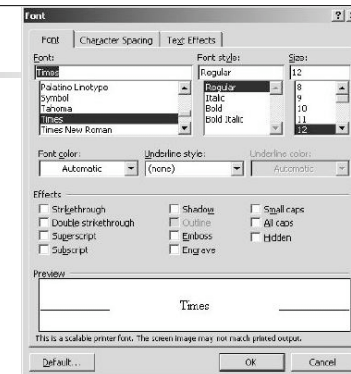 Font
Font Character Spacing Text Effects
Font: Font style: Size:
Times Regular 12
Palatino Linotype Regular 8
Symbol Italic 9
Tahoma Bold 10
Times Bold Italic 11
Times New Roman 12
Font color: Underline style: Underline color:
Automatic (none) Automatic
Effects
Strikethrough Shadow Small caps
Double strikethrough Outline All caps
Superscript Emboss Hidden
Subscript Engrave
Preview
Times
This is a scalable printer font. The screen image may not match printed output.
Default... OK Cancel